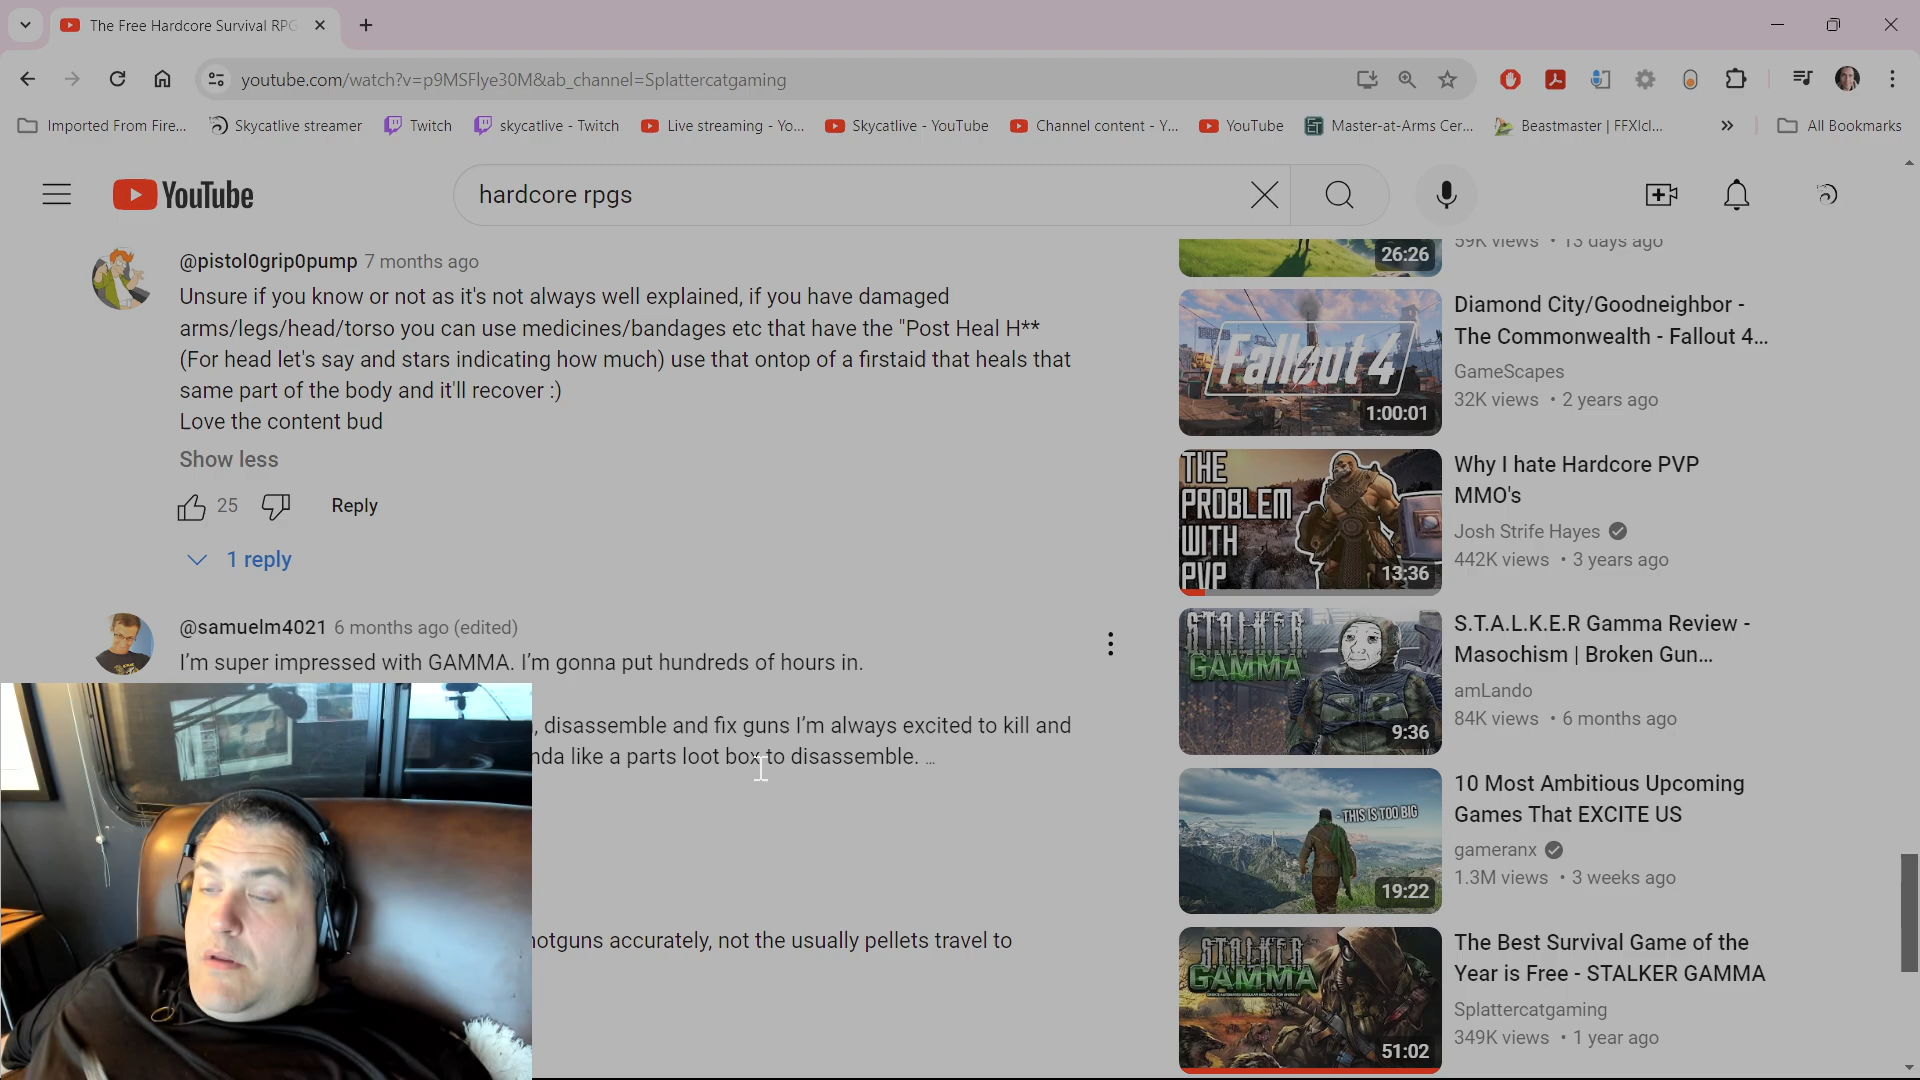 The Free Hardcore Survival RPG
youtube.com/watch?v=p9MSFlye30M&ab_channel=Splattercatgaming
Imported From Fire...
Skycatlive streamer
Twitch
skycatlive - Twitch
Live streaming - Yo...
Skycatlive - YouTube
Channel content - Y...
YouTube
Master-at-Arms Cer...
Beastmaster | FFXIcl...
All Bookmarks
YouTube
hardcore rpgs
@pistol0grip0pump 7 months ago
Unsure if you know or not as it's not always well explained, if you have damaged
arms/legs/head/torso you can use medicines/bandages etc that have the "Post Heal H**
(For head let's say and stars indicating how much) use that ontop of a firstaid that heals that
same part of the body and it'll recover :)
Love the content bud
Show less
25
Reply
1 reply
@samuelm4021 6 months ago (edited)
I'm super impressed with GAMMA. I'm gonna put hundreds of hours in.
, disassemble and fix guns I'm always excited to kill and
nda like a parts loot box to disassemble. ...
hotguns accurately, not the usually pellets travel to
26:26
59K views • 13 days ago
Fallout 4
1:00:01
Diamond City/Goodneighbor -
The Commonwealth - Fallout 4...
GameScapes
32K views • 2 years ago
THE
PROBLEM
WITH
PVP
13:36
Why I hate Hardcore PVP
MMO's
Josh Strife Hayes
442K views • 3 years ago
STALKER
GAMMA
9:36
S.T.A.L.K.E.R Gamma Review -
Masochism | Broken Gun...
amLando
84K views • 6 months ago
- THIS IS TOO BIG
19:22
10 Most Ambitious Upcoming
Games That EXCITE US
gameranx
1.3M views • 3 weeks ago
STALKER
GAMMA
51:02
The Best Survival Game of the
Year is Free - STALKER GAMMA
Splattercatgaming
349K views • 1 year ago